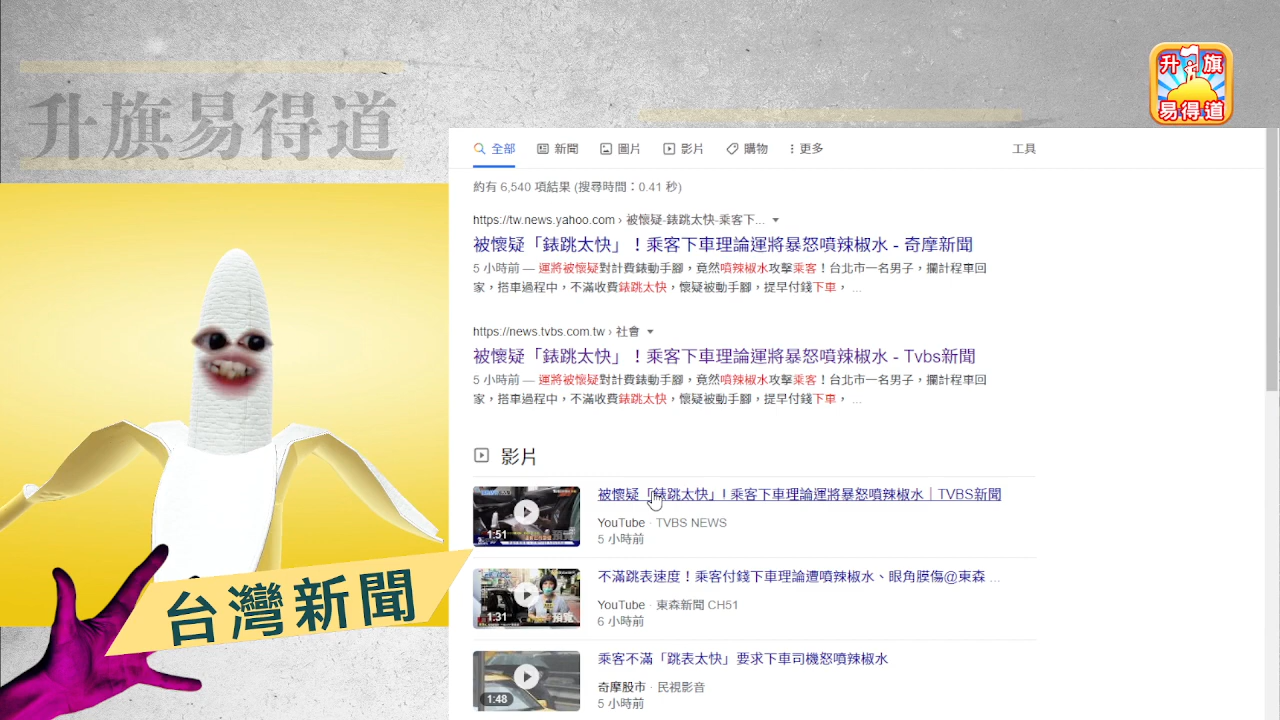 升旗易得道
升旗
易得道
全部
新聞
圖片
影片
購物
更多
工具
約有 6,540 項結果 (搜尋時間:0.41 秒)
https://tw.news.yahoo.com › 被懷疑-錶跳太快-乘客下...
被懷疑「錶跳太快」!乘客下車理論運將暴怒噴辣椒水 - 奇摩新聞
5 小時前 — 運將被懷疑對計費錶動手腳,竟然噴辣椒水攻擊乘客!台北市一名男子,攔計程車回
家,搭車過程中,不滿收費錶跳太快,懷疑被動手腳,提早付錢下車, ...
https://news.tvbs.com.tw › 社會
被懷疑「錶跳太快」!乘客下車理論運將暴怒噴辣椒水 - Tvbs新聞
5 小時前 — 運將被懷疑對計費錶動手腳,竟然噴辣椒水攻擊乘客!台北市一名男子,攔計程車回
家,搭車過程中,不滿收費錶跳太快,懷疑被動手腳,提早付錢下車, ...
影片
被懷疑「錶跳太快」! 乘客下車理論運將暴怒噴辣椒水|TVBS新聞
YouTube · TVBS NEWS
5 小時前
1:51
不滿跳表速度!乘客付錢下車理論遭噴辣椒水、眼角膜傷@東森 ...
YouTube · 東森新聞 CH51
6 小時前
1:31
預覽
乘客不滿「跳表太快」要求下車司機怒噴辣椒水
奇摩股市 · 民視影音
5 小時前
1:48
台灣新聞